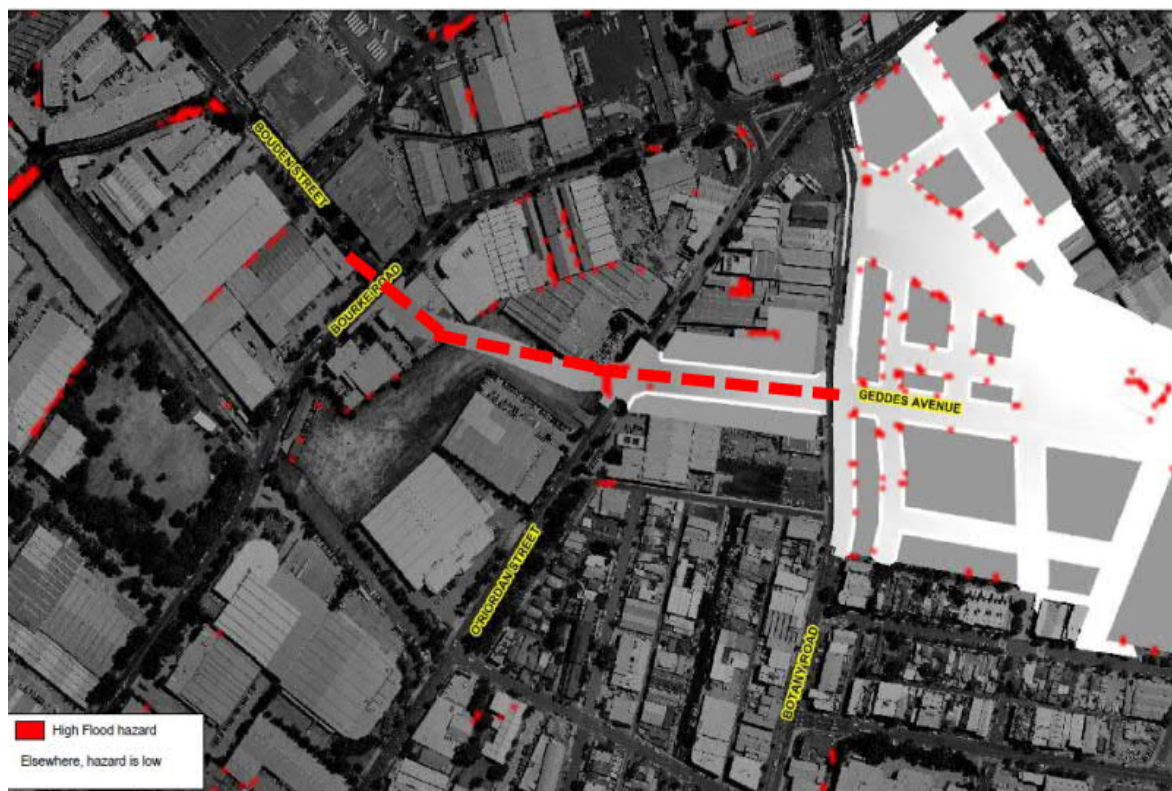 BOUDEN STREET
BOURKE ROAD
GEDDES AVENUE
O'RIORDAN STREET
BOTANY ROAD
High Flood hazard
Elsewhere, hazard is low